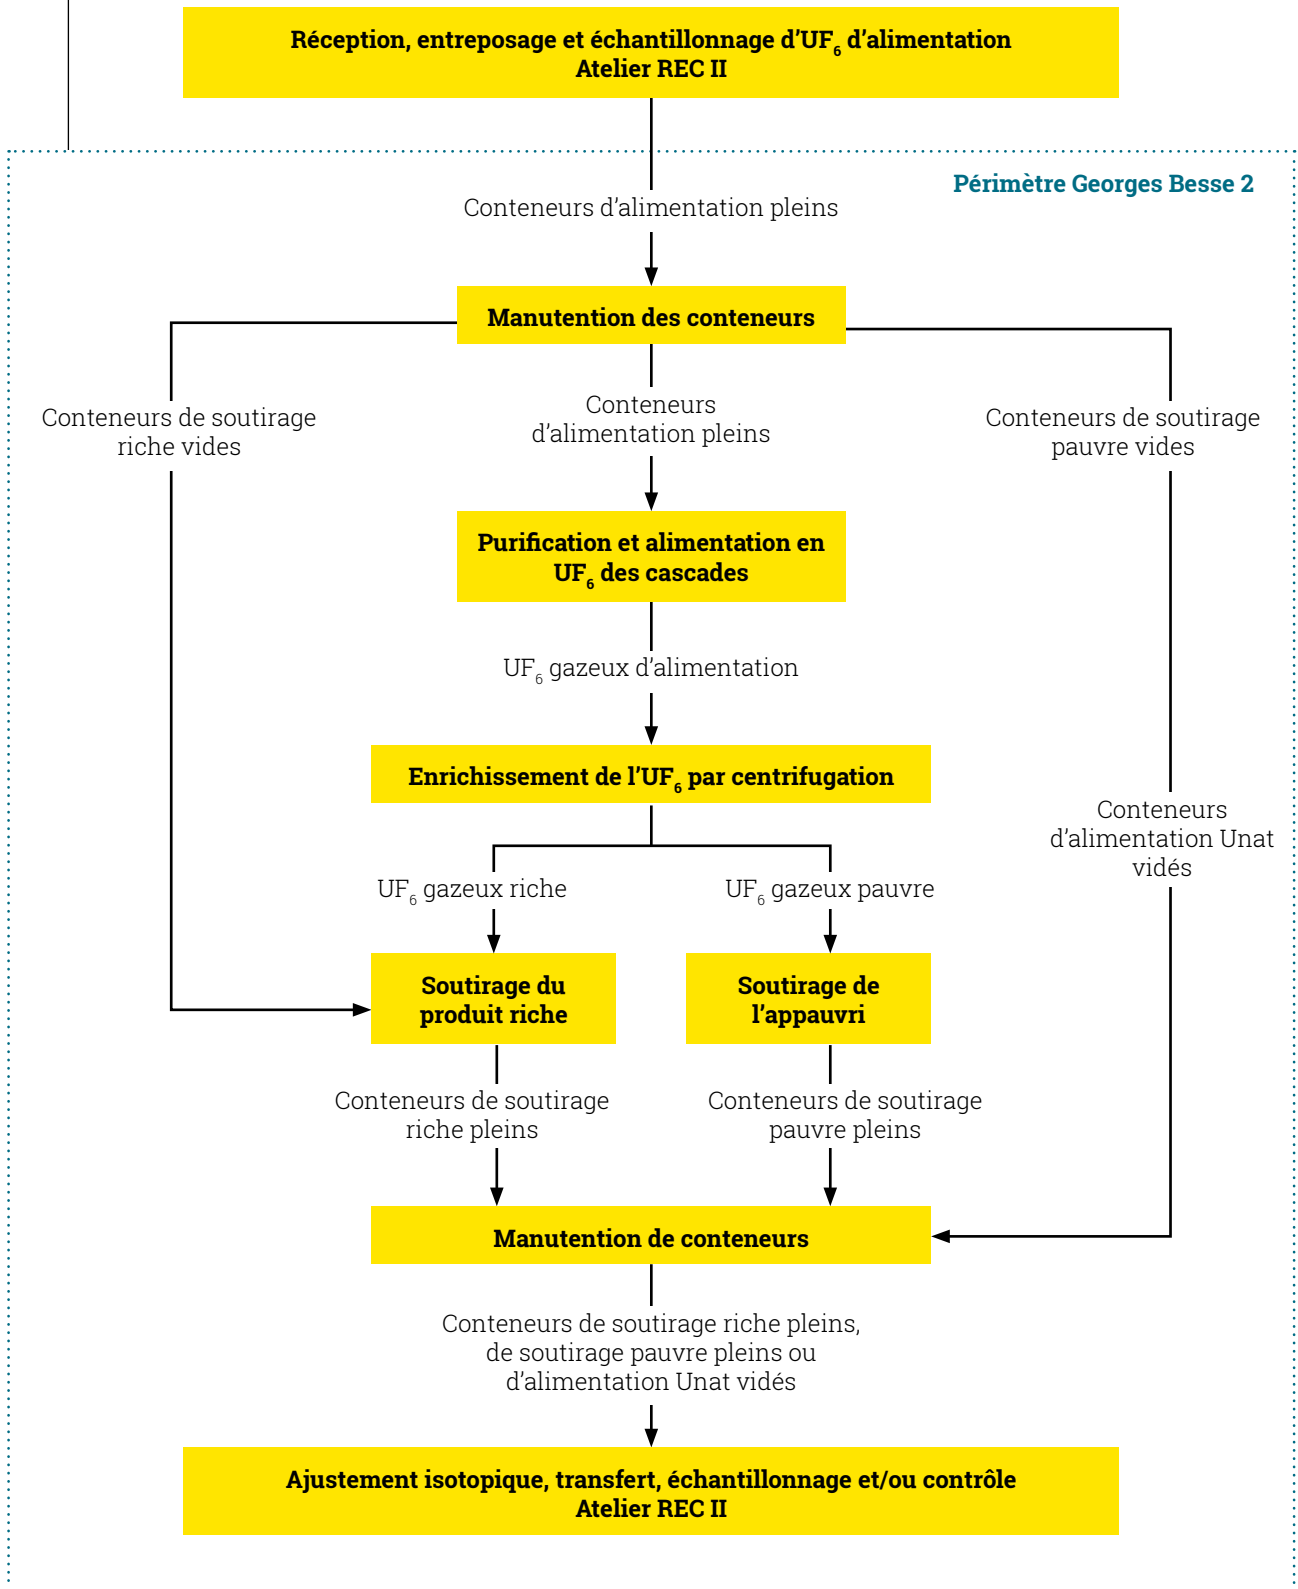 Réception, entreposage et échantillonnage d'UF₆ d'alimentation
Atelier REC II
Périmètre Georges Besse 2
Conteneurs d'alimentation pleins
Manutention des conteneurs
Conteneurs de soutirage
riche vides
Conteneurs
d'alimentation pleins
Conteneurs de soutirage
pauvre vides
Purification et alimentation en
UF₆ des cascades
UF₆ gazeux d'alimentation
Enrichissement de l'UF₆ par centrifugation
Conteneurs
d'alimentation Unat
vidés
UF₆ gazeux riche
UF₆ gazeux pauvre
Soutirage du
produit riche
Soutirage de
l'appauvri
Conteneurs de soutirage
riche pleins
Conteneurs de soutirage
pauvre pleins
Manutention de conteneurs
Conteneurs de soutirage riche pleins,
de soutirage pauvre pleins ou
d'alimentation Unat vidés
Ajustement isotopique, transfert, échantillonnage et/ou contrôle
Atelier REC II